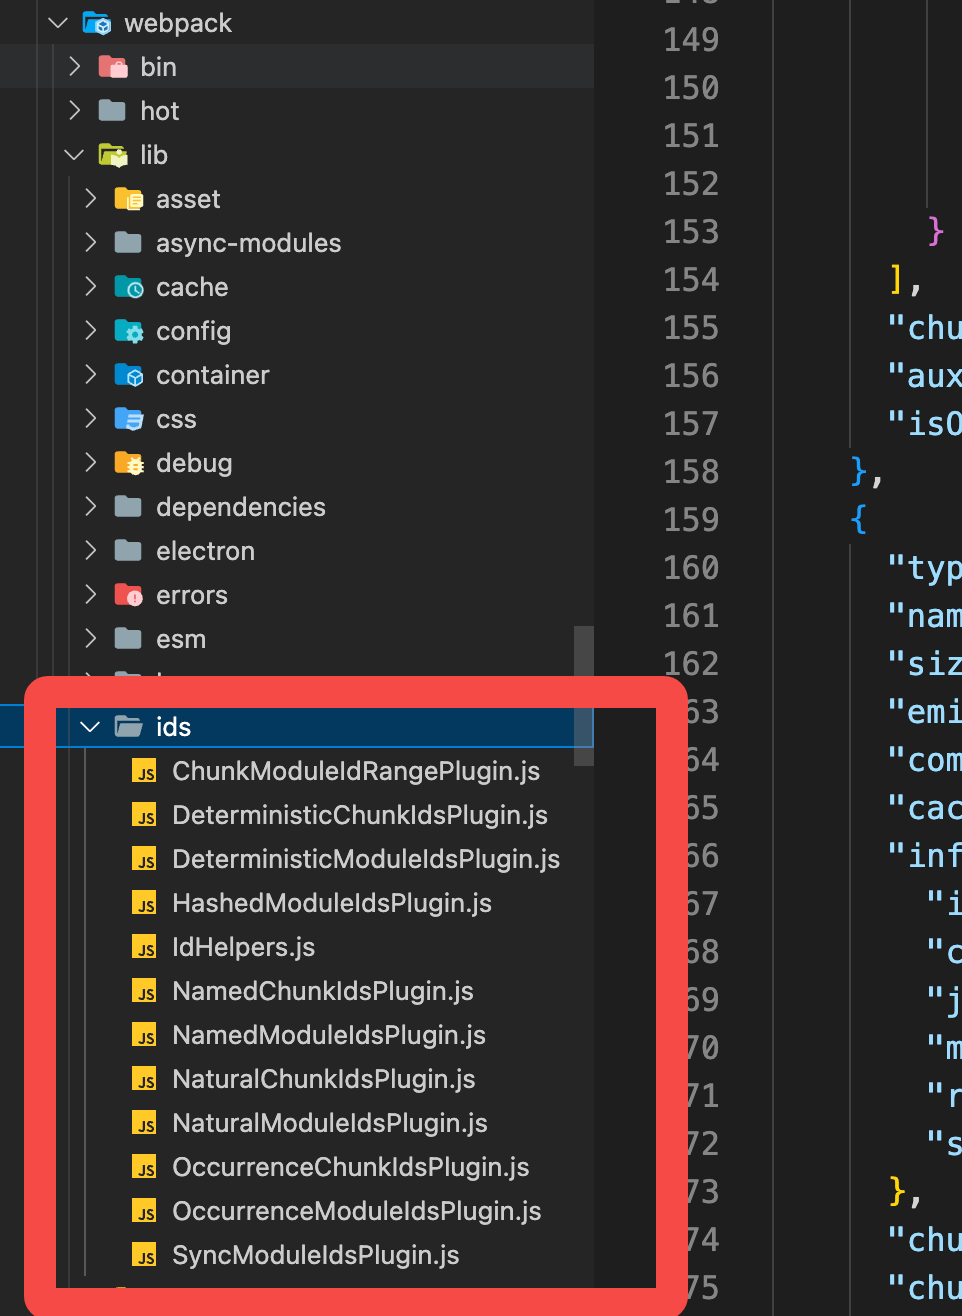 webpack
bin
hot
lib
asset
async-modules
cache
config
container
css
debug
dependencies
electron
errors
esm
ids
JS ChunkModuleIdRangePlugin.js
JS DeterministicChunkIdsPlugin.js
JS DeterministicModuleIdsPlugin.js
JS HashedModuleIdsPlugin.js
JS IdHelpers.js
JS NamedChunkIdsPlugin.js
JS NamedModuleIdsPlugin.js
JS NaturalChunkIdsPlugin.js
JS NaturalModuleIdsPlugin.js
JS OccurrenceChunkIdsPlugin.js
JS OccurrenceModuleIdsPlugin.js
JS SyncModuleIdsPlugin.js
149
150
151
152
153 }
154 ],
155 "chu
156 "aux
157 "isO
158 },
159 {
160 "typ
161 "nam
162 "siz
63 "emi
64 "com
65 "cac
66 "inf
67 "i
68 "c
69 "j
70 "m
71 "r
72 "s
73 },
74 "chu
75 "chu